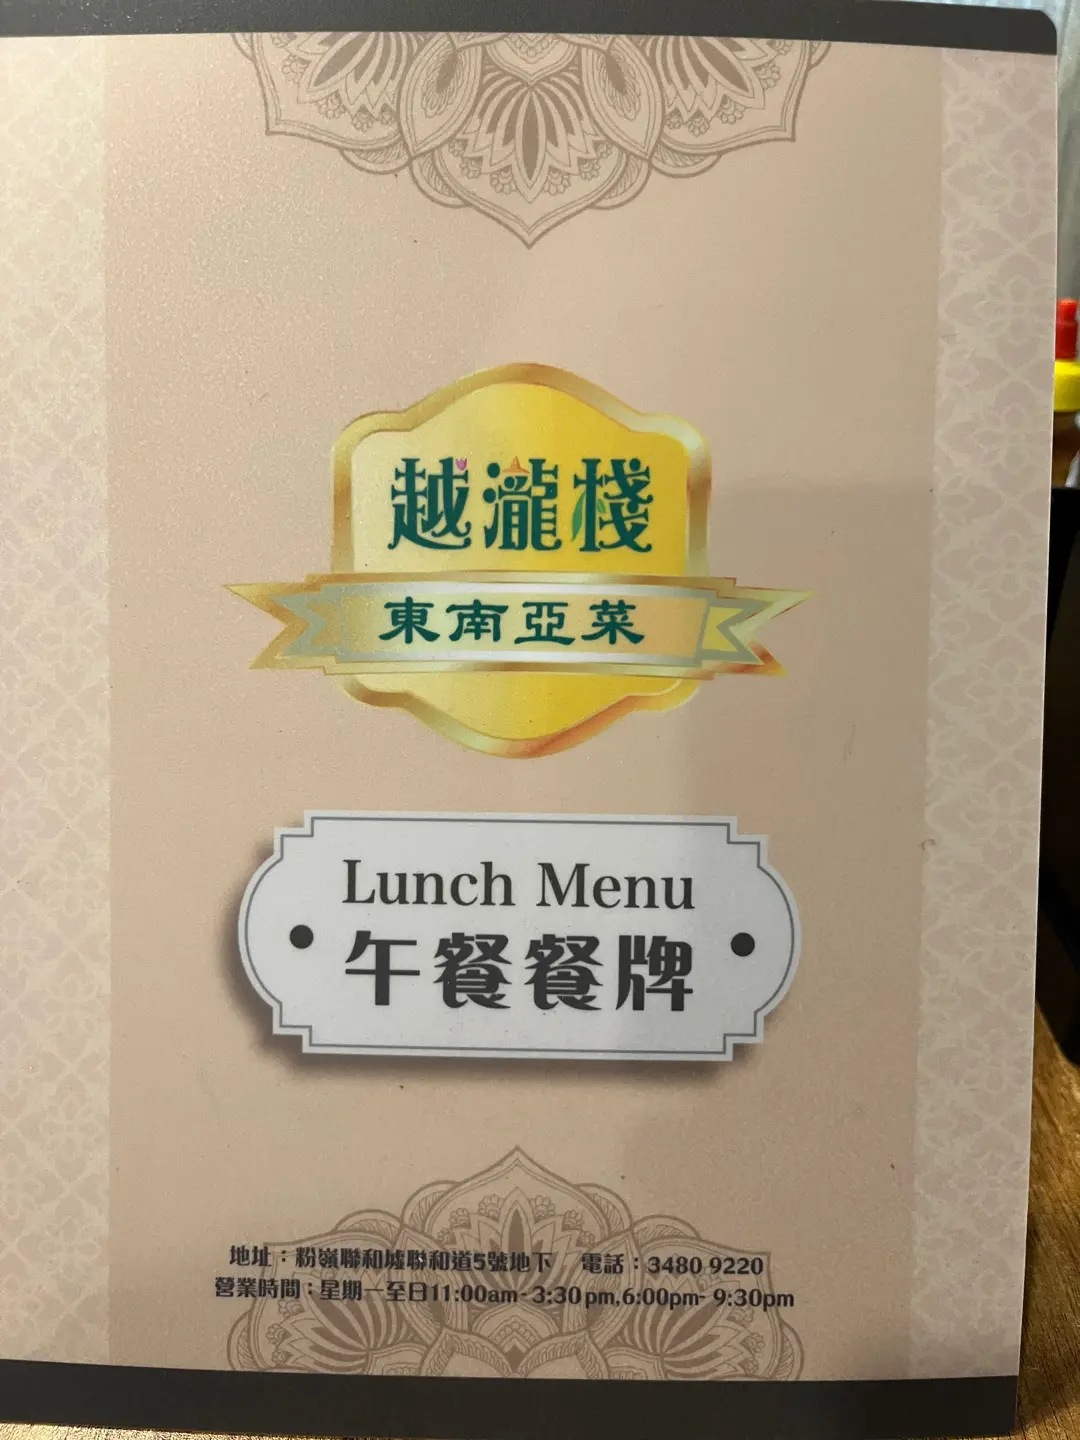 越瀧棧
東南亞菜
Lunch Menu
午餐餐牌
地址：粉嶺聯和墟聯和道5號地下 電話：3480 9220
營業時間：星期一至日11:00am-3:30pm,6:00pm-9:30pm